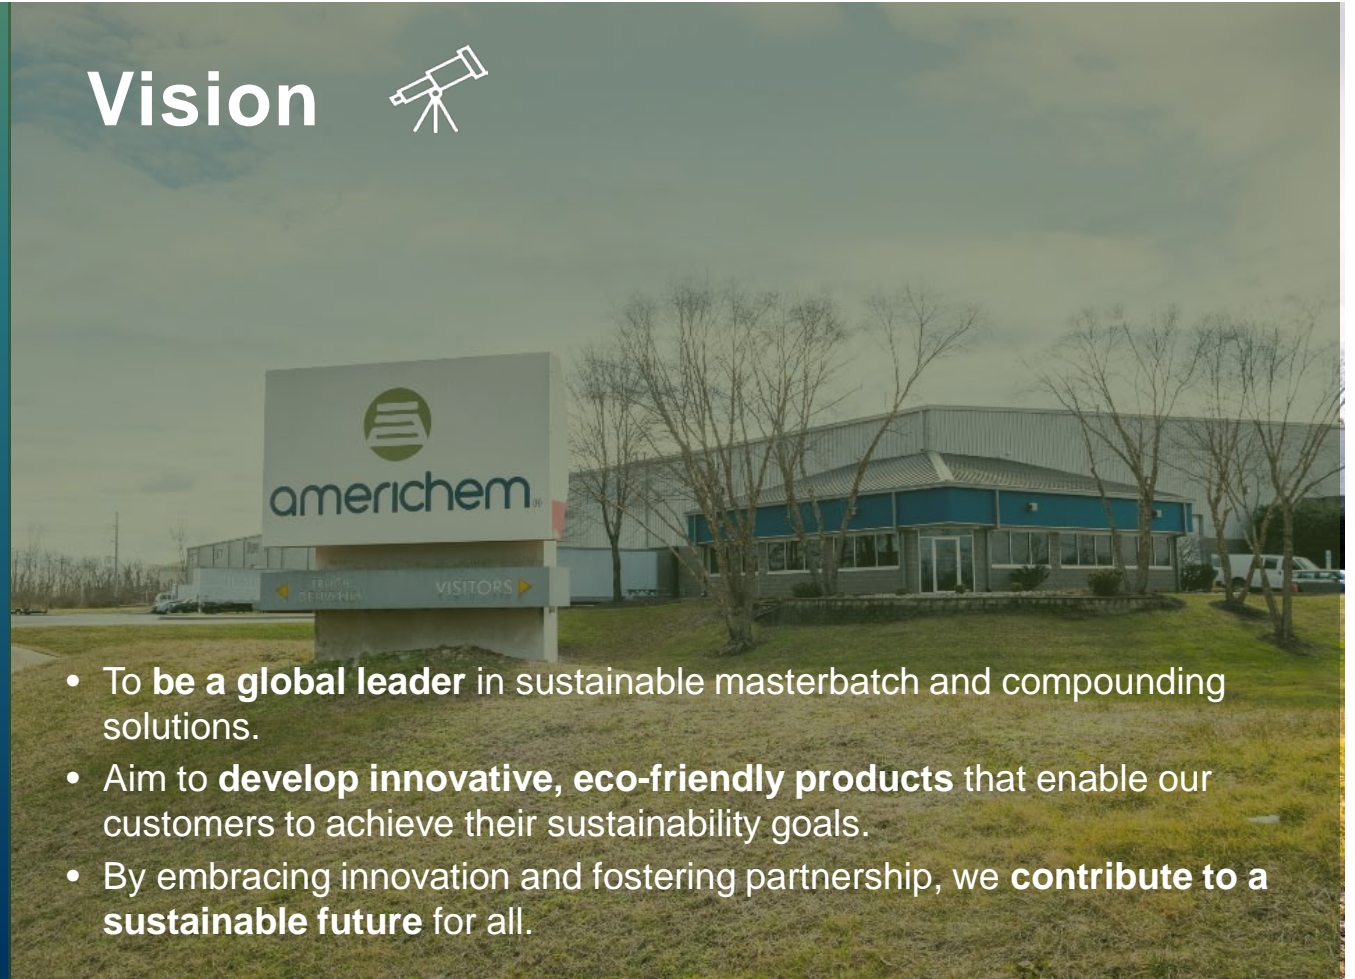 Vision
americhem®
VISITORS
• To be a global leader in sustainable masterbatch and compounding
solutions.
• Aim to develop innovative, eco-friendly products that enable our
customers to achieve their sustainability goals.
• By embracing innovation and fostering partnership, we contribute to a
sustainable future for all.